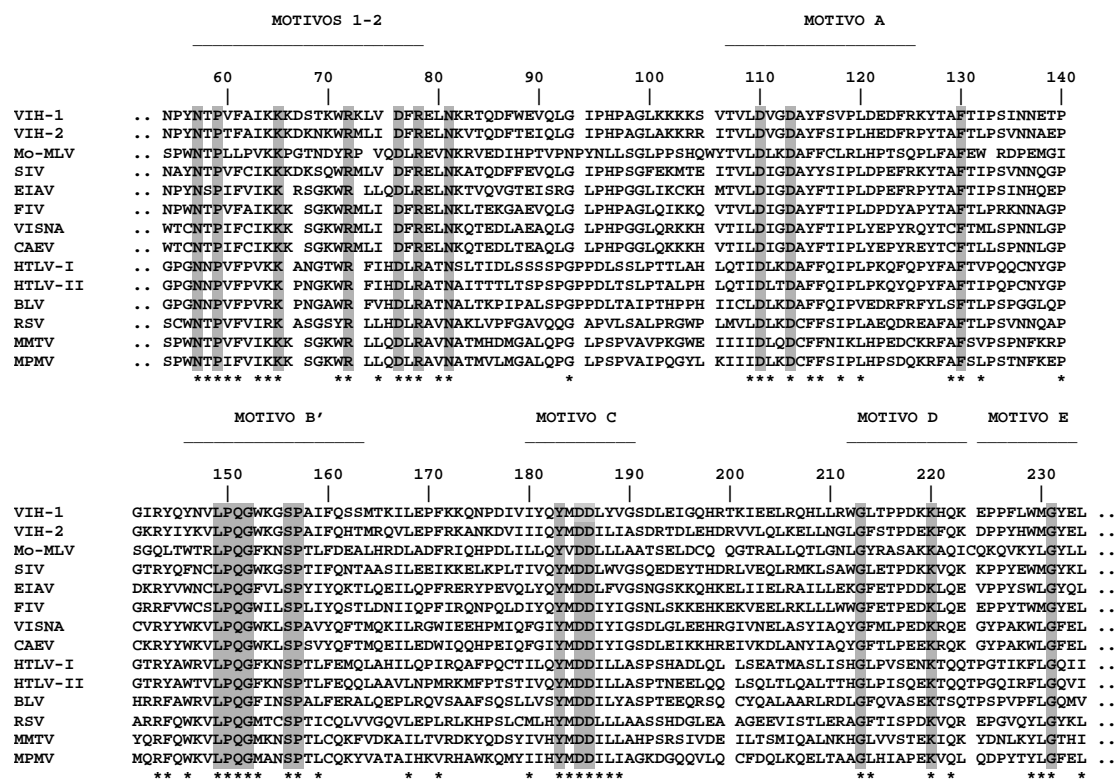 MOTIVOS 1-2 MOTIVO A
60 70 80 90 100 110 120 130 140
VIH-1 .. NPYNTPVFAIKKKDSTKWRKLV DFRELNKRTQDFWEVQLG IPHPAGLKKKKS VTVLDVGDAYFSVPLDEDFRKYTAFTIPSINNETP
VIH-2 .. NPYNTPTFAIKKKDKNKWRMLI DFRELNKVTQDFTEIQLG IPHPAGLAKKRR ITVLDVGDAYFSIPLHEDFRPYTAFTLPSVNNAEP
Mo-MLV .. SPWNTPLLPVKKPGTNDYRP VQDLREVNKRVEDIHPTVPNPYNLLSGLPPSHQWYTVLDLKDAFFCLRLHPTSQPLFAFEW RDPEMGI
SIV .. NAYNTPTFCIKKKDKSQWRMLV DFRELNKATQDFFEVQLG IPHPSGFEKMTE ITVLDIGDAYYSIPLDPEFRKYTAFTIPSVNNQGP
EIAV .. NPYNSPIFVIKK RSGKWR LLQDLRELNKTVQVGTEISRG LPHPGGLIKCKH MTVLDIGDAYFTIPLDPEFRPYTAFTIPSINHQEP
FIV .. NPWNTPVFAIKKK SGKWRMLI DFRELNKLTEKGAEVQLG LPHPAGLQIKKQ VTVLDIGDAYFTIPLDPDYAPYTAFTLPRKNNAGP
VISNA .. WTCNTPIFCIKKK SGKWRMLI DFRELNKQTEDLAEAQLG LPHPGGLQRKKH VTILDIGDAYFTIPLYEPYRQYTCFTMLSPNNLGP
CAEV .. WTCNTPIFCIKKK SGKWRMLI DFRELNKQTEDLTEAQLG LPHPGGLQKKKH VTILDIGDAYFTIPLYEPYREYTCFTLLSPNNLGP
HTLV-I .. GPGNNPVFPVKK ANGTWR FIHDLRATNSLTIDLSSSSPGPPDLSSLPTTLAH LQTIDLKDAFFQIPLPKQFQPYFAFTVPQQCNYGP
HTLV-II .. GPGNNPVFPVKK PNGKWR FIHDLRATNAITTTLTSPSPGPPDLTSLPTALPH LQTIDLTDAFFQIPLPKQYQPYFAFTIPQPCNYGP
BLV .. GPGNNPVFPVRK PNGAWR FVHDLRATNALTKPIPALSPGPPDLTAIPTHPPH IICLDLKDAFFQIPVEDRFRFYLSFTLPSPGGLQP
RSV .. SCWNTPVFVIRK ASGSYR LLHDLRAVNAKLVPFGAVQQG APVLSALPRGWP LMVLDLKDCFFSIPLAEQDREAFAFTLPSVNNQAP
MMTV .. SPWNTPVFVIKKK SGKWR LLQDLRAVNATMHDMGALQPG LPSPVAVPKGWE IIIIDLQDCFFNIKLHPEDCKRFAFSVPSPNFKRP
MPMV .. SPWNTPIFVIKKK SGKWR LLQDLRAVNATMVLMGALQPG LPSPVAIPQGYL KIIIDLKDCFFSIPLHPSDQKRFAFSLPSTNFKEP
***** *** ** * *** ** * *** * ** * * ** * *
MOTIVO B’ MOTIVO C MOTIVO D MOTIVO E
150 160 170 180 190 200 210 220 230
VIH-1 GIRYQYNVLPQGWKGSPAIFQSSMTKILEPFKKQNPDIVIYQYMDDLYVGSDLEIGQHRTKIEELRQHLLRWGLTPPDKKHQK EPPFLWMGYEL ..
VIH-2 GKRYIYKVLPQGWKGSPAIFQHTMRQVLEPFRKANKDVIIIQYMDDILIASDRTDLEHDRVVLQLKELLNGLGFSTPDEKFQK DPPYHWMGYEL ..
Mo-MLV SGQLTWTRLPQGFKNSPTLFDEALHRDLADFRIQHPDLILLQYVDDLLLAATSELDCQ QGTRALLQTLGNLGYRASAKKAQICQKQVKYLGYLL ..
SIV GTRYQFNCLPQGWKGSPTIFQNTAASILEEIKKELKPLTIVQYMDDLWVGSQEDEYTHDRLVEQLRMKLSAWGLETPDKKVQK KPPYEWMGYKL ..
EIAV DKRYVWNCLPQGFVLSPYIYQKTLQEILQPFRERYPEVQLYQYMDDLFVGSNGSKKQHKELIIELRAILLEKGFETPDDKLQE VPPYSWLGYQL ..
FIV GRRFVWCSLPQGWILSPLIYQSTLDNIIQPFIRQNPQLDIYQYMDDIYIGSNLSKKEHKEKVEELRKLLLWWGFETPEDKLQE EPPYTWMGYEL ..
VISNA CVRYYWKVLPQGWKLSPAVYQFTMQKILRGWIEEHPMIQFGIYMDDIYIGSDLGLEEHRGIVNELASYIAQYGFMLPEDKRQE GYPAKWLGFEL ..
CAEV CKRYYWKVLPQGWKLSPSVYQFTMQEILEDWIQQHPEIQFGIYMDDIYIGSDLEIKKHREIVKDLANYIAQYGFTLPEEKRQK GYPAKWLGFEL ..
HTLV-I GTRYAWRVLPQGFKNSPTLFEMQLAHILQPIRQAFPQCTILQYMDDILLASPSHADLQL LSEATMASLISHGLPVSENKTQQTPGTIKFLGQII ..
HTLV-II GTRYAWTVLPQGFKNSPTLFEQQLAAVLNPMRKMFPTSTIVQYMDDILLASPTNEELQQ LSQLTLQALTTHGLPISQEKTQQTPGQIRFLGQVI ..
BLV HRRFAWRVLPQGFINSPALFERALQEPLRQVSAAFSQSLLVSYMDDILYASPTEEQRSQ CYQALAARLRDLGFQVASEKTSQTPSPVPFLGQMV ..
RSV ARRFQWKVLPQGMTCSPTICQLVVGQVLEPLRLKHPSLCMLHYMDDLLLAASSHDGLEA AGEEVISTLERAGFTISPDKVQR EPGVQYLGYKL ..
MMTV YQRFQWKVLPQGMKNSPTLCQKFVDKAILTVRDKYQDSYIVHYMDDILLAHPSRSIVDE ILTSMIQALNKHGLVVSTEKIQK YDNLKYLGTHI ..
MPMV MQRFQWKVLPQGMKNSPTLCQKYVATAIHKVRHAWKQMYIIHYMDDILIAGKDGQQVLQ CFDQLKQELTAAGLHIAPEKVQL QDPYTYLGFEL ..
** * ***** ** * * * ******* ** * * *** *